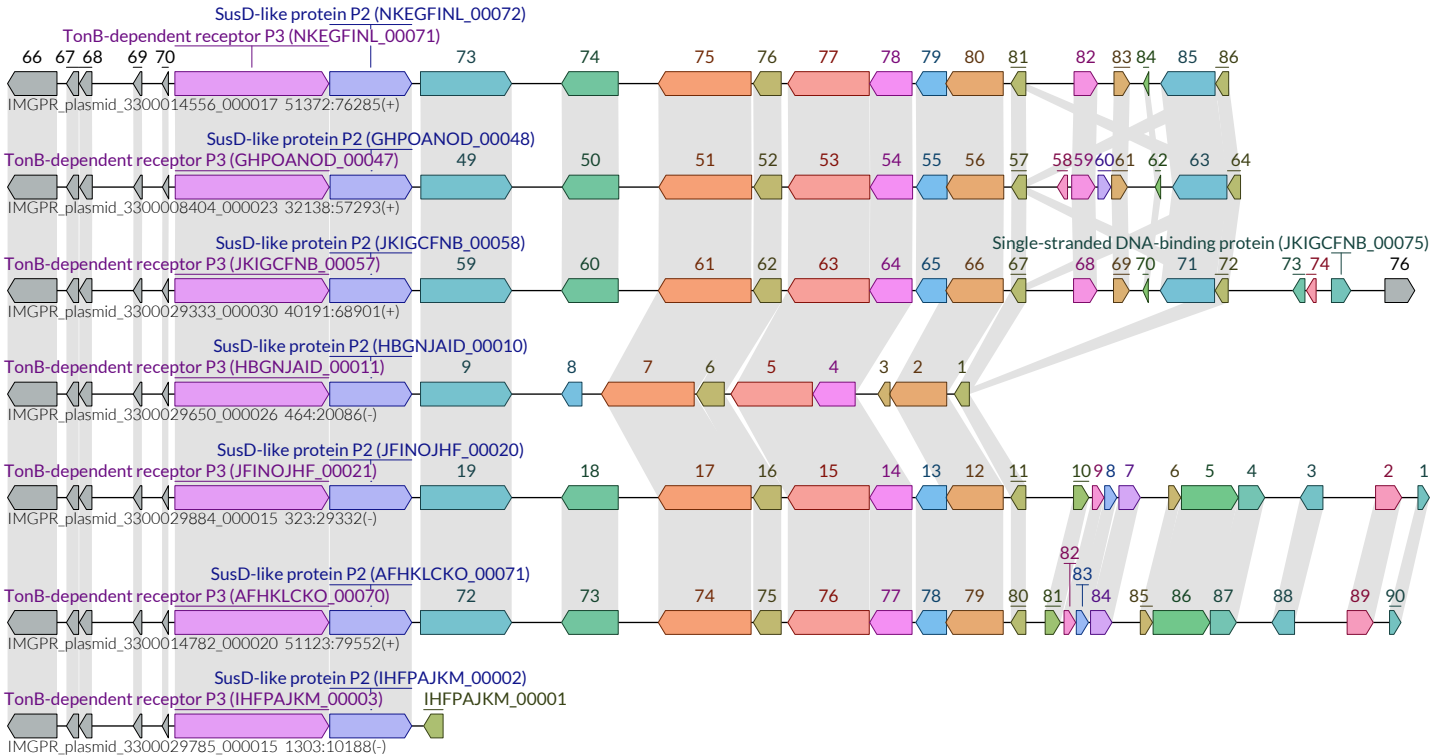 SusD-like protein P2 (NKEGFINL_00072)
TonB-dependent receptor P3 (NKEGFINL_00071)
66 67 68 69 70 73 74 75 76 77 78 79 80 81 82 83 84 85 86
IMGPR_plasmid_3300014556_000017 51372:76285(+)
SusD-like protein P2 (GHPOANOD_00048)
TonB-dependent receptor P3 (GHPOANOD_00047) 49 50 51 52 53 54 55 56 57 58 59 60 61 62 63 64
IMGPR_plasmid_3300008404_000023 32138:57293(+)
SusD-like protein P2 (JKIGCFNB_00058) Single-stranded DNA-binding protein (JKIGCFNB_00075)
TonB-dependent receptor P3 (JKIGCFNB_00057) 59 60 61 62 63 64 65 66 67 68 69 70 71 72 73 74 76
IMGPR_plasmid_3300029333_000030 40191:68901(+)
SusD-like protein P2 (HBGNJAID_00010)
TonB-dependent receptor P3 (HBGNJAID_00011) 9 8 7 6 5 4 3 2 1
IMGPR_plasmid_3300029650_000026 464:20086(-)
SusD-like protein P2 (JFINOJHF_00020)
TonB-dependent receptor P3 (JFINOJHF_00021) 19 18 17 16 15 14 13 12 11 10 9 8 7 6 5 4 3 2 1
IMGPR_plasmid_3300029884_000015 323:29332(-)
82
SusD-like protein P2 (AFHKLCKO_00071) 83
TonB-dependent receptor P3 (AFHKLCKO_00070) 72 73 74 75 76 77 78 79 80 81 84 85 86 87 88 89 90
IMGPR_plasmid_3300014782_000020 51123:79552(+)
SusD-like protein P2 (IHFPAJKM_00002)
TonB-dependent receptor P3 (IHFPAJKM_00003) IHFPAJKM_00001
IMGPR_plasmid_3300029785_000015 1303:10188(-)